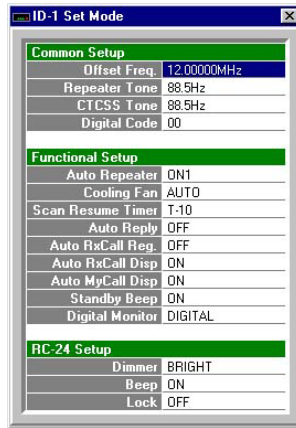 ID-1 Set Mode
Common Setup
Offset Freq. 12.00000MHz
Repeater Tone 88.5Hz
CTCSS Tone 88.5Hz
Digital Code 00
Functional Setup
Auto Repeater ON1
Cooling Fan AUTO
Scan Resume Timer T-10
Auto Reply OFF
Auto RxCall Reg. OFF
Auto RxCall Disp ON
Auto MyCall Disp ON
Standby Beep ON
Digital Monitor DIGITAL
RC-24 Setup
Dimmer BRIGHT
Beep ON
Lock OFF